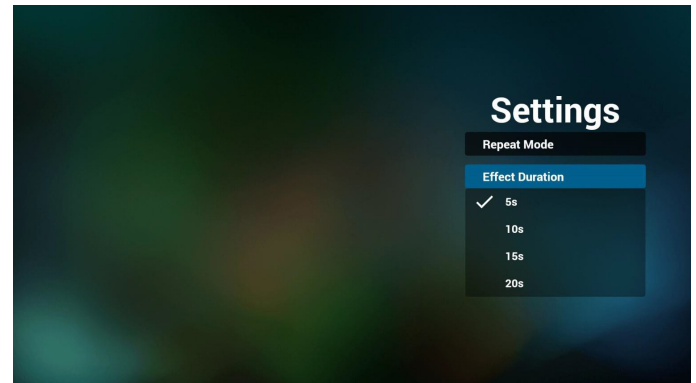 Settings
Repeat Mode
Effect Duration
5s
10s
15s
20s